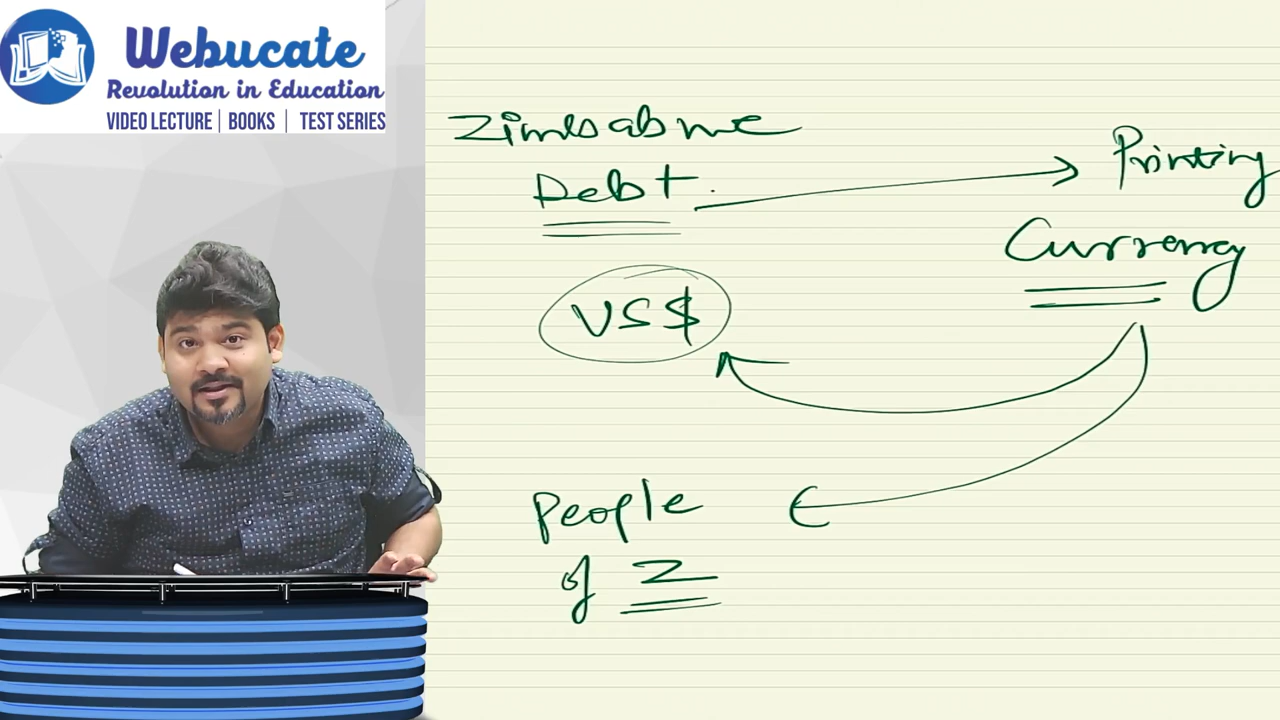 Webucate
Revolution in Education
VIDEO LECTURE | BOOKS | TEST SERIES
Zimbabwe
Debt
Printing
Currency
US$
People
of Z